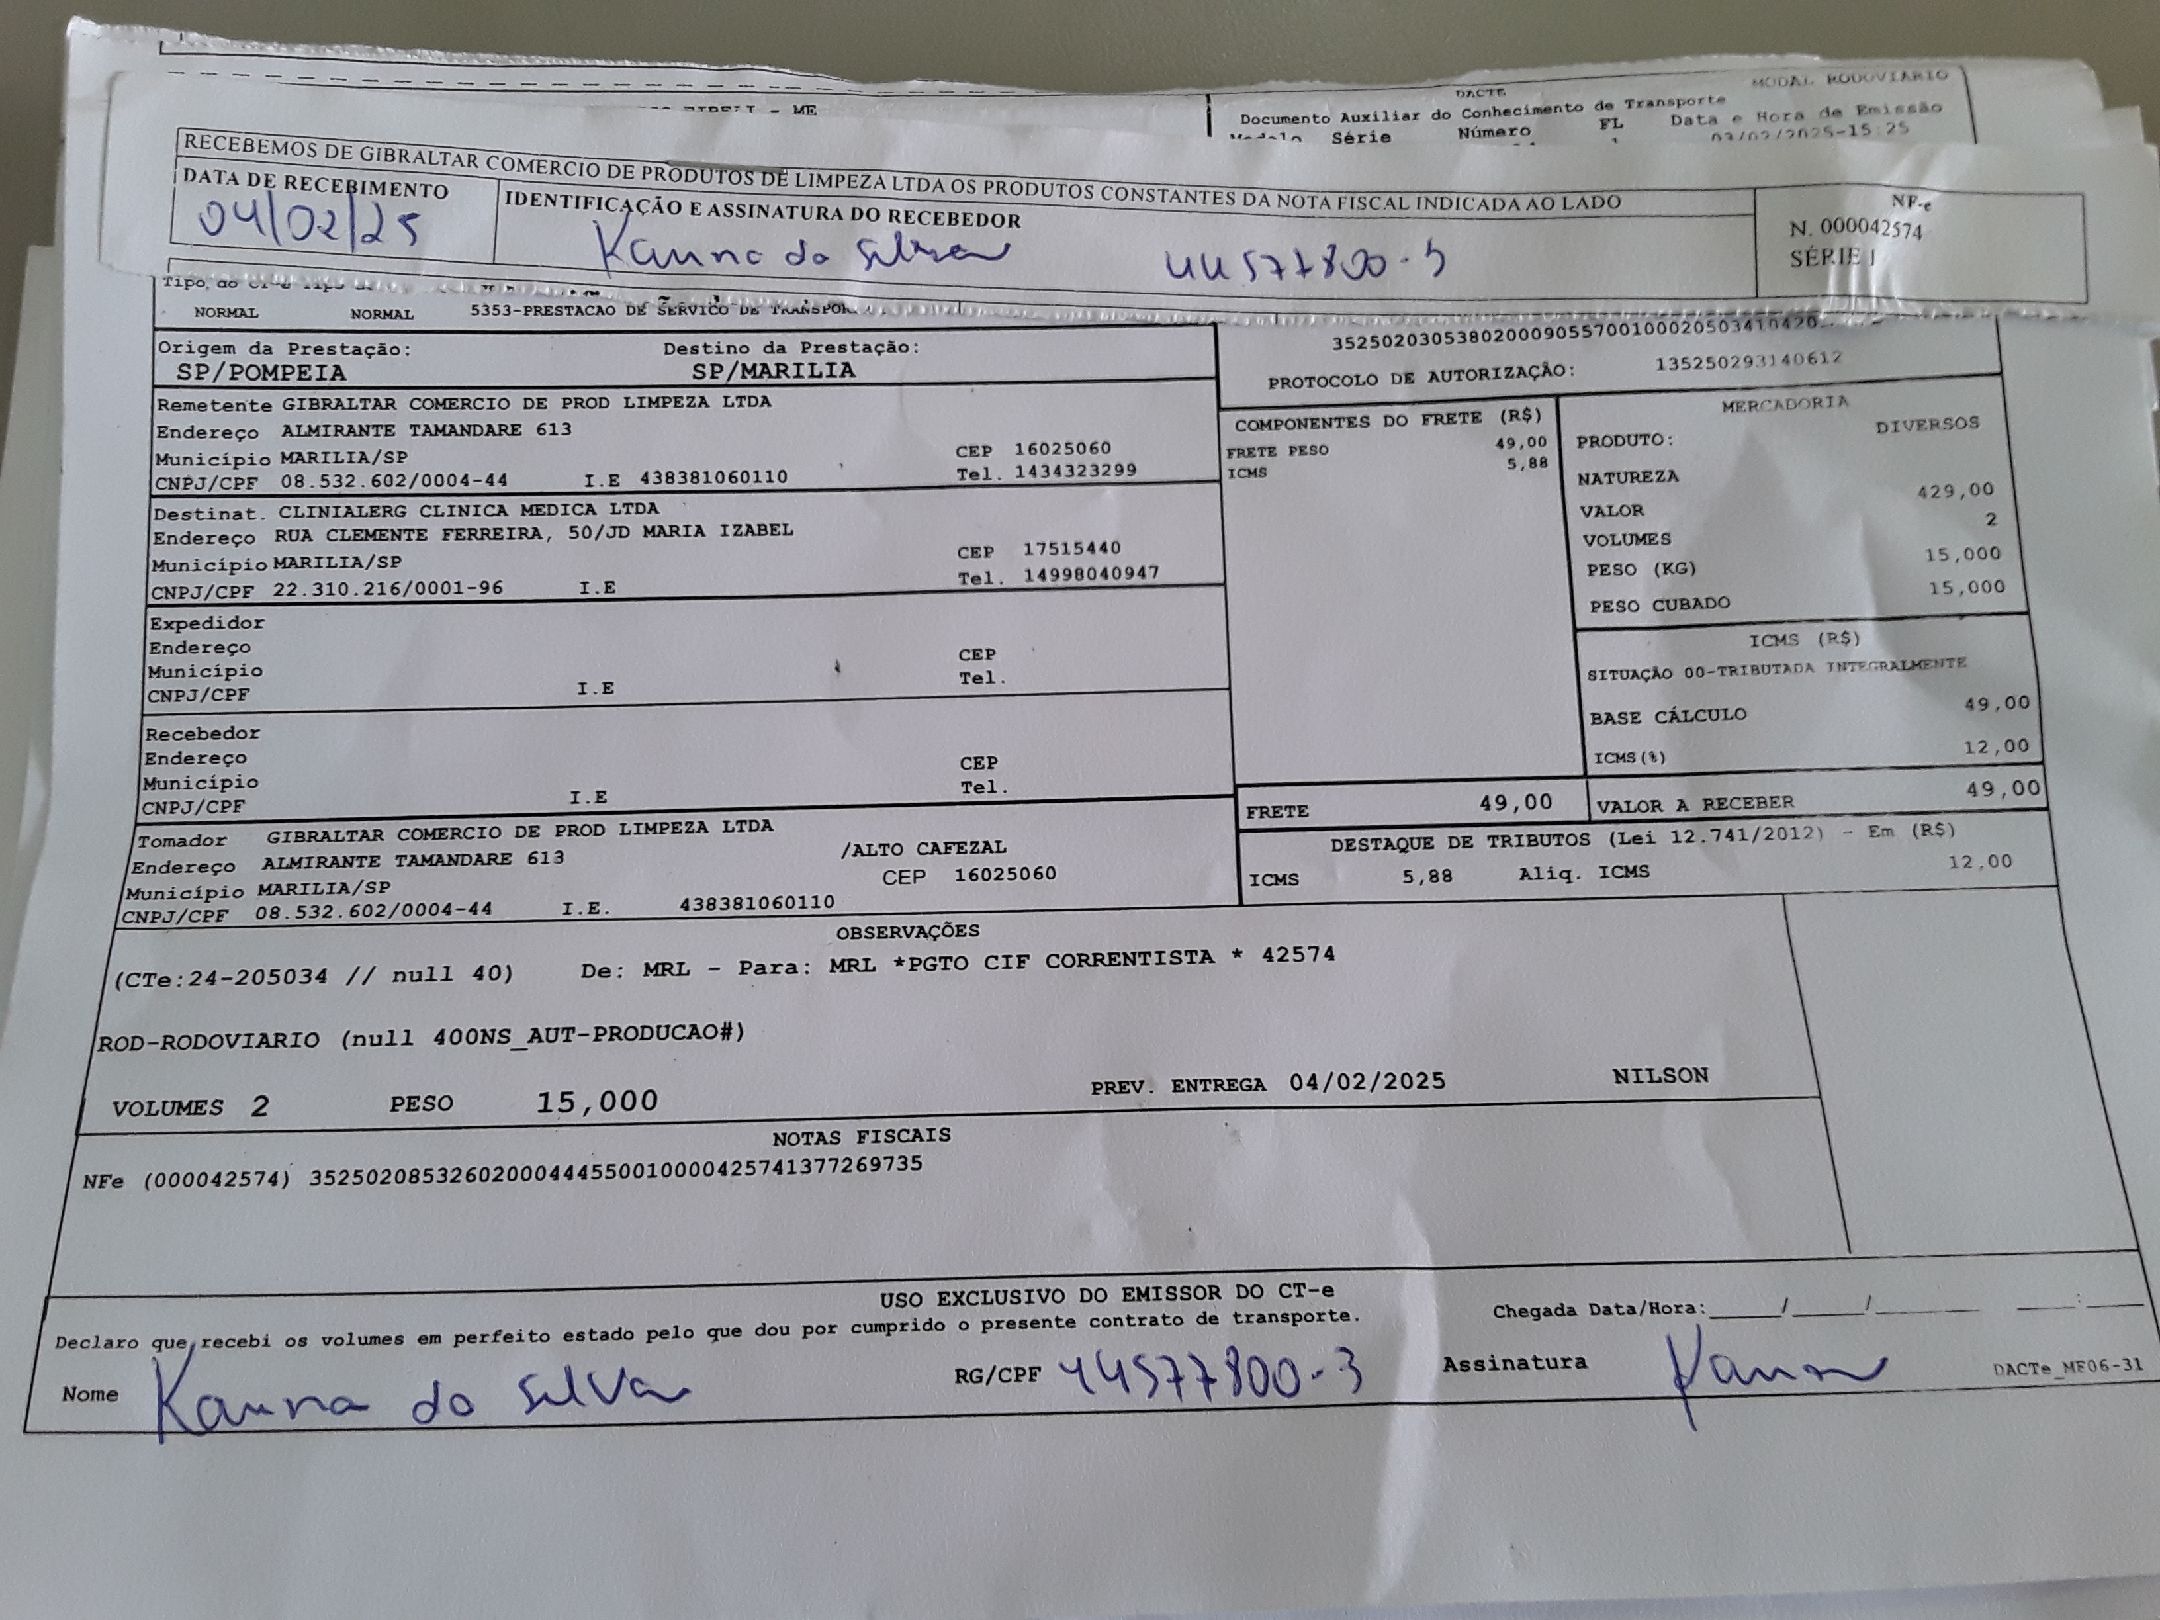 MODAL RODOVIARIO
DACTE
- ME
Documento Auxiliar do Conhecimento de Transporte
Série Número FL Data e Hora de Emissão
03/02/2025-15:25
RECEBEMOS DE GIBRALTAR COMERCIO DE PRODUTOS DE LIMPEZA LTDA OS PRODUTOS CONSTANTES DA NOTA FISCAL INDICADA AO LADO
DATA DE RECEBIMENTO
04/02/25
IDENTIFICAÇÃO E ASSINATURA DO RECEBEDOR
da Silva 44577800-3
NF-e
N. 000042574
SÉRIE 1
NORMAL NORMAL 5353-PRESTACAO DE SERVICO DE
Origem da Prestação: Destino da Prestação:
SP/POMPEIA SP/MARILIA
PROTOCOLO DE AUTORIZAÇÃO: 135250293140612
Remetente GIBRALTAR COMERCIO DE PROD LIMPEZA LTDA
Endereço ALMIRANTE TAMANDARE 613
Município MARILIA/SP CEP 16025060
CNPJ/CPF 08.532.602/0004-44 I.E 438381060110 Tel. 1434323299
Destinat. CLINIALERG CLINICA MEDICA LTDA
Endereço RUA CLEMENTE FERREIRA, 50/JD MARIA IZABEL
Município MARILIA/SP CEP 17515440
CNPJ/CPF 22.310.216/0001-96 I.E Tel. 14998040947
Expedidor
Endereço
Município CEP
CNPJ/CPF I.E Tel.
Recebedor
Endereço
Município CEP
CNPJ/CPF I.E Tel.
Tomador GIBRALTAR COMERCIO DE PROD LIMPEZA LTDA
Endereço ALMIRANTE TAMANDARE 613 /ALTO CAFEZAL
Município MARILIA/SP CEP 16025060
CNPJ/CPF 08.532.602/0004-44 I.E. 438381060110
COMPONENTES DO FRETE (R$)
FRETE PESO 49,00
ICMS 5,88
MERCADORIA
PRODUTO: DIVERSOS
NATUREZA
VALOR 429,00
VOLUMES 2
PESO (KG) 15,000
PESO CUBADO 15,000
ICMS (R$)
SITUAÇÃO 00-TRIBUTADA INTEGRALMENTE
BASE CÁLCULO 49,00
ICMS(%) 12,00
FRETE 49,00 VALOR A RECEBER 49,00
DESTAQUE DE TRIBUTOS (Lei 12.741/2012) - Em (R$)
ICMS 5,88 Aliq. ICMS 12,00
OBSERVAÇÕES
(CTe:24-205034 // null 40) De: MRL - Para: MRL *PGTO CIF CORRENTISTA * 42574
ROD-RODOVIARIO (null 400NS_AUT-PRODUCAO#)
VOLUMES 2 PESO 15,000 PREV. ENTREGA 04/02/2025 NILSON
NOTAS FISCAIS
NFe (000042574) 35250208532602000444550010000425741377269735
USO EXCLUSIVO DO EMISSOR DO CT-e
Declaro que recebi os volumes em perfeito estado pelo que dou por cumprido o presente contrato de transporte.
Chegada Data/Hora:_____/_____/_______ ____:____
Nome Kauna da Silva RG/CPF 44577800-3 Assinatura Kauna DACTe_MF06-31